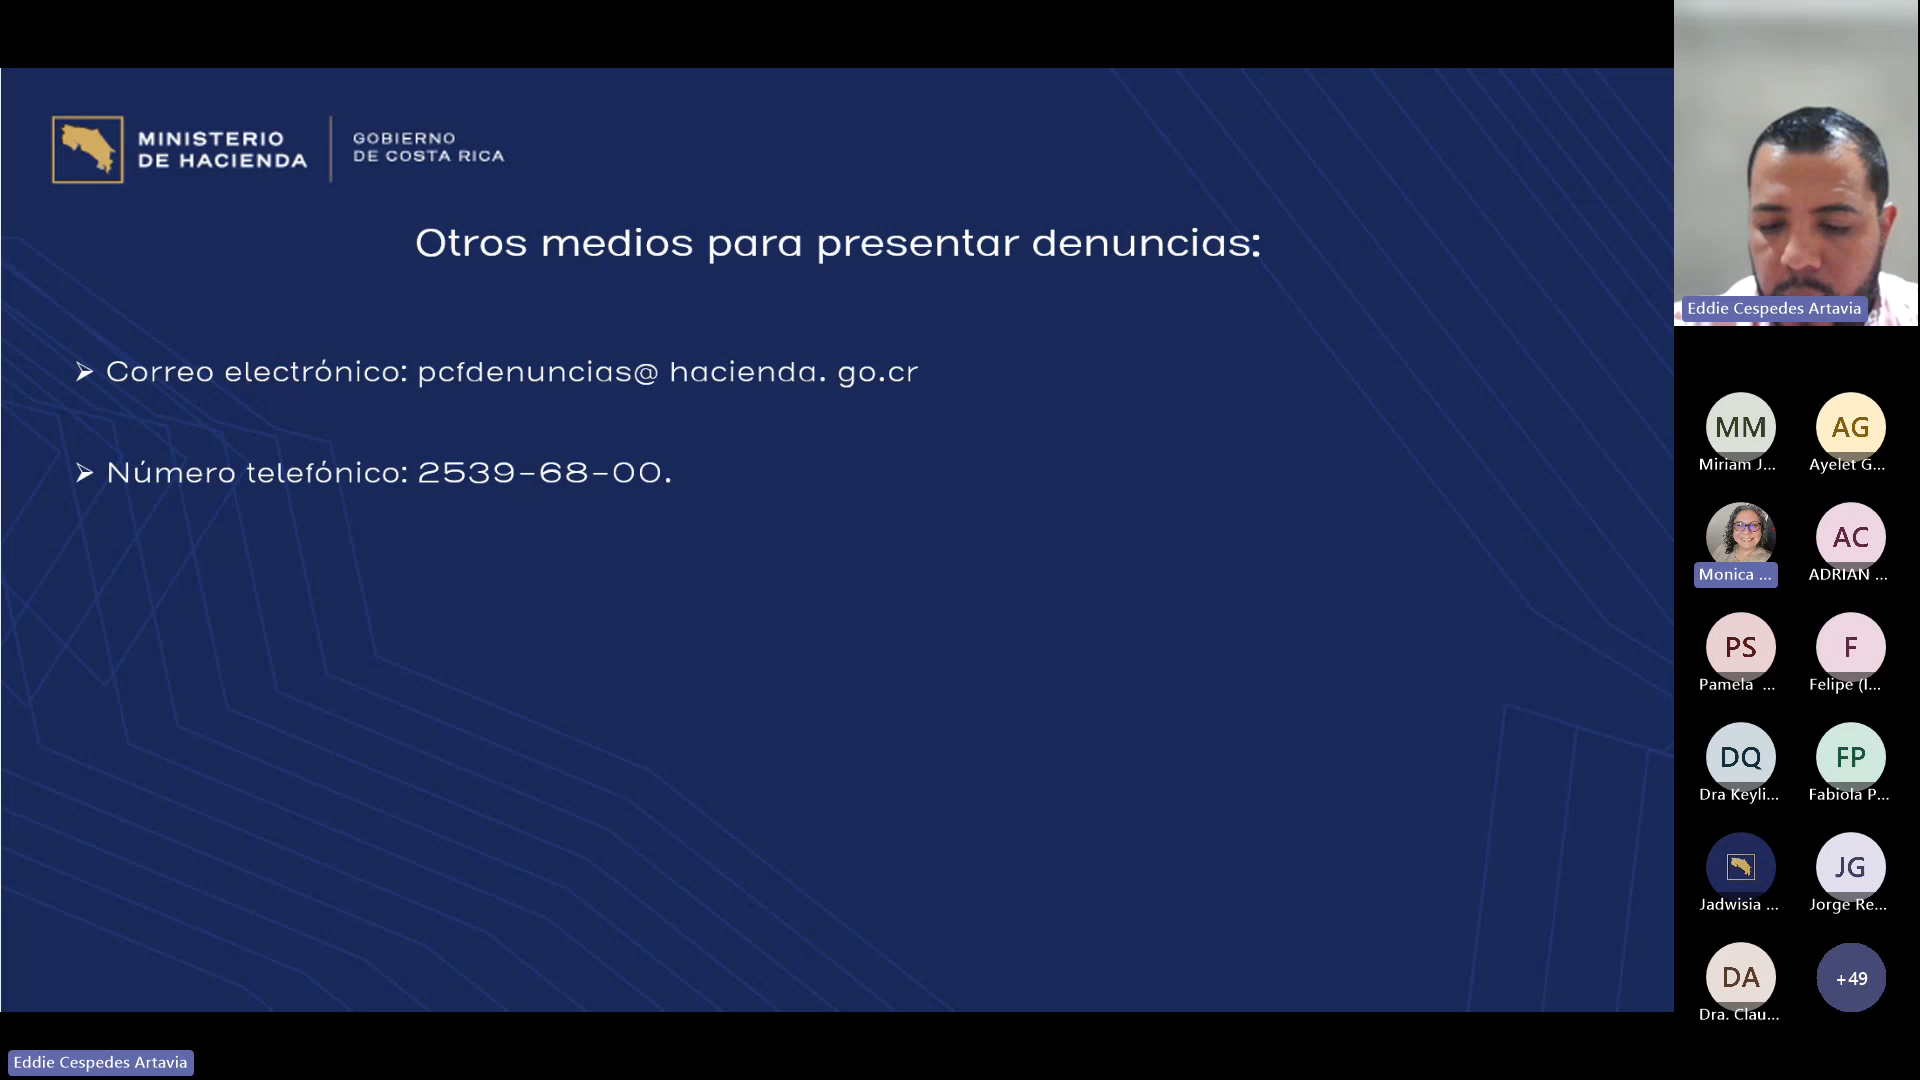 MINISTERIO
DE HACIENDA
GOBIERNO
DE COSTA RICA
Otros medios para presentar denuncias:
➢ Correo electrónico: pcfdenuncias@ hacienda. go.cr
➢ Número telefónico: 2539-68-00.
Eddie Cespedes Artavia
MM
Miriam J...
AG
Ayelet G...
Monica ...
AC
ADRIAN ...
PS
Pamela ...
F
Felipe (I...
DQ
Dra Keyli...
FP
Fabiola P...
Jadwisia ...
JG
Jorge Re...
DA
Dra. Clau...
+49
Eddie Cespedes Artavia